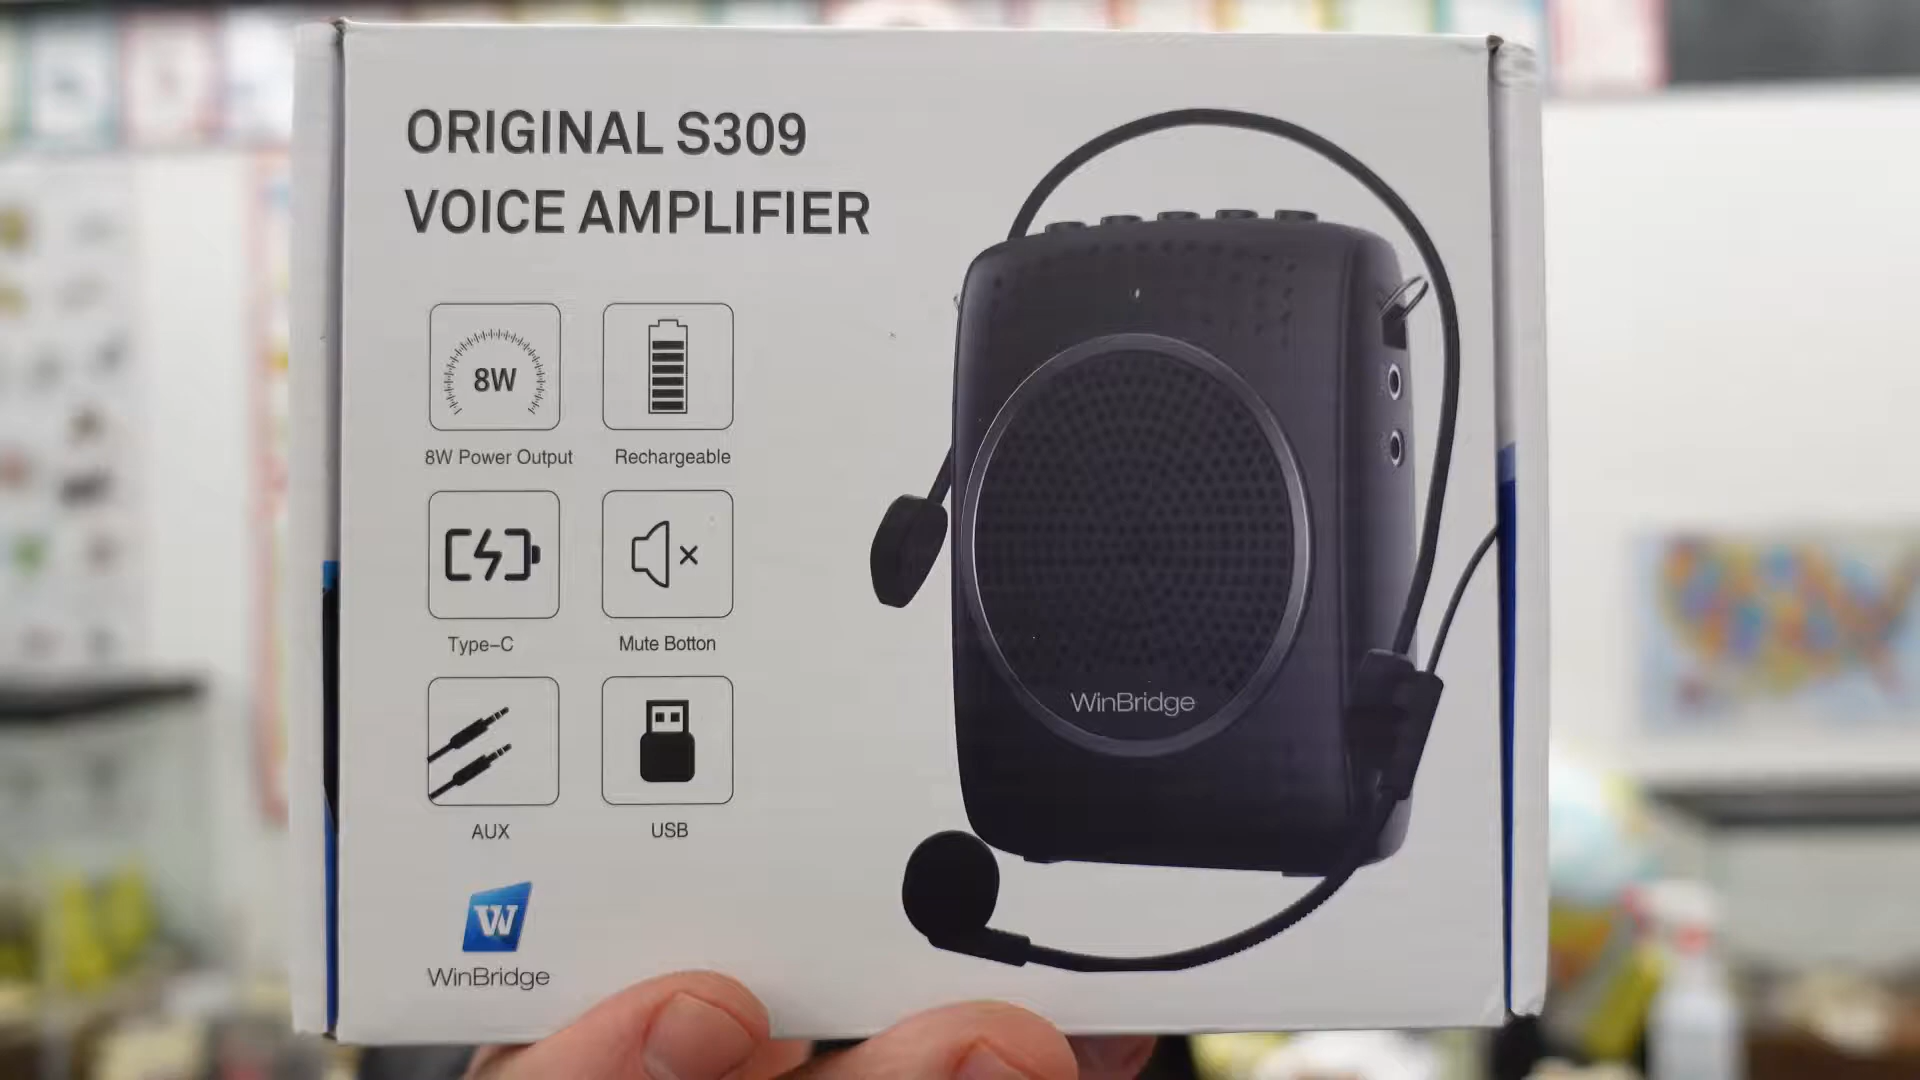 ORIGINAL S309
VOICE AMPLIFIER
8W
8W Power Output
Rechargeable
Type-C
Mute Botton
AUX
USB
WinBridge
W
WinBridge